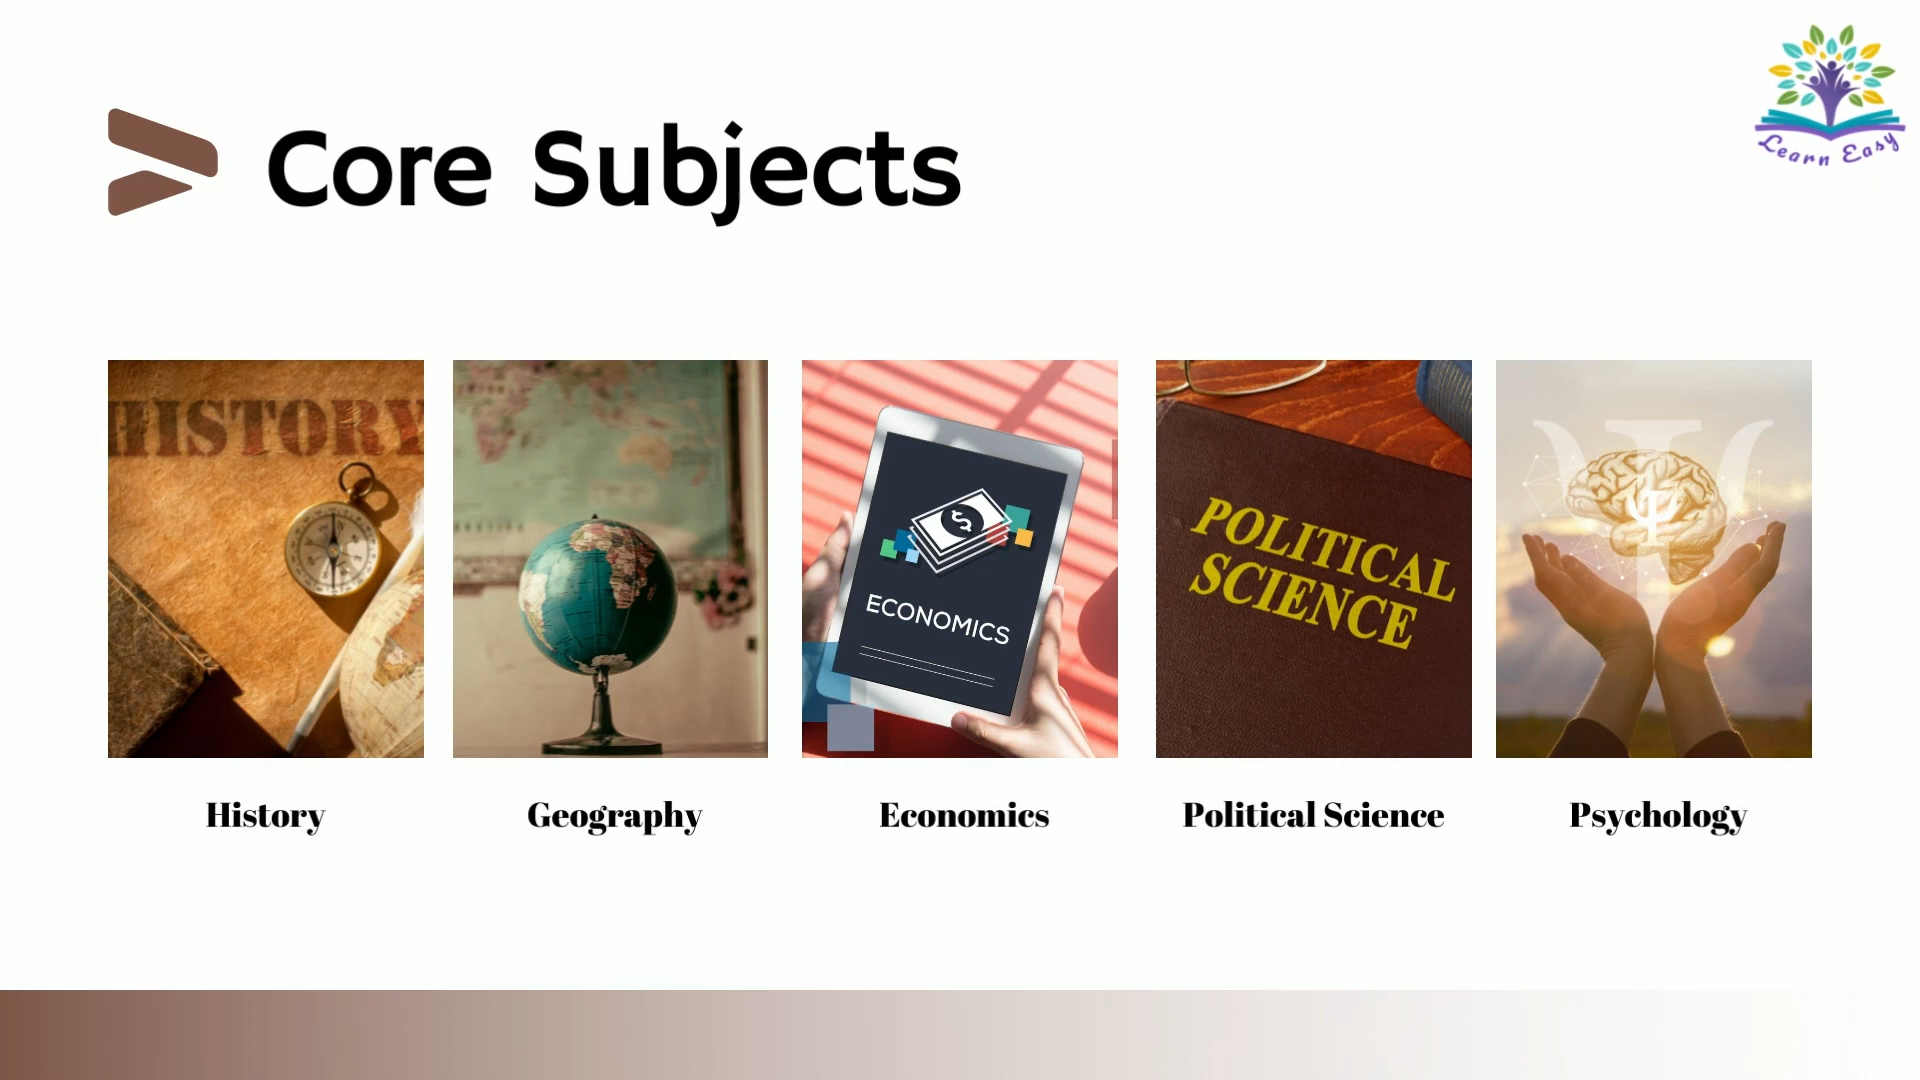 Learn Easy
Core Subjects
HISTORY
ECONOMICS
POLITICAL
SCIENCE
Ψ
Ψ
History
Geography
Economics
Political Science
Psychology